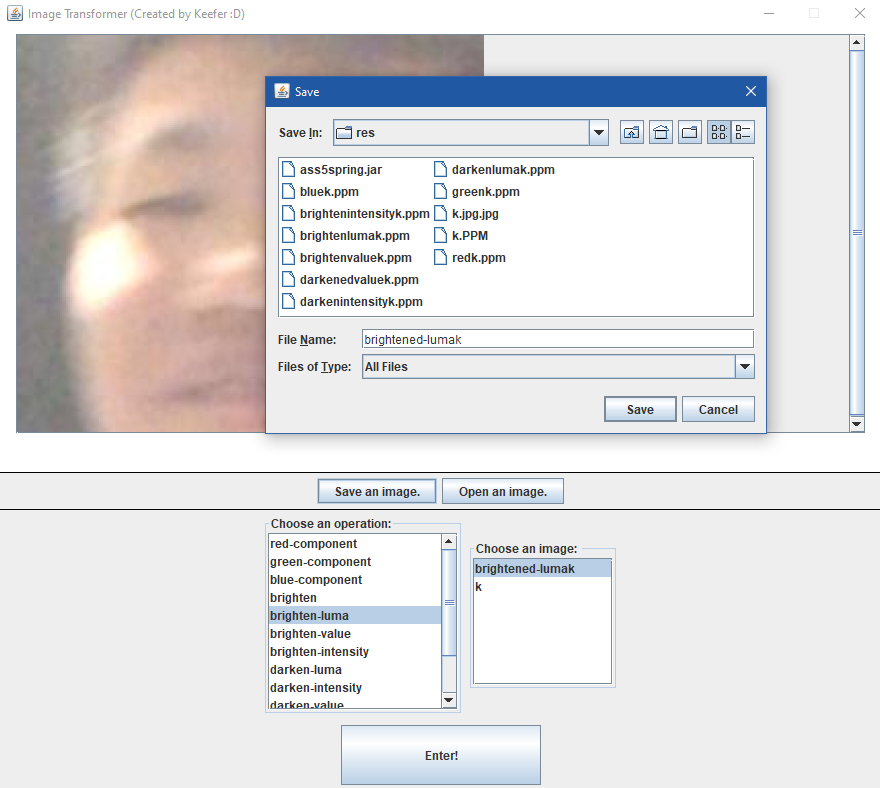 Image Transformer (Created by Keefer :D)
Save
Save In:
res
ass5spring.jar
bluek.ppm
brightenintensityk.ppm
brightenlumak.ppm
brightenvaluek.ppm
darkenedvaluek.ppm
darkenintensityk.ppm
darkenlumak.ppm
greenk.ppm
k.jpg.jpg
k.PPM
redk.ppm
File Name:
brightened-lumak
Files of Type:
All Files
Save
Cancel
Save an image.
Open an image.
Choose an operation:
red-component
green-component
blue-component
brighten
brighten-luma
brighten-value
brighten-intensity
darken-luma
darken-intensity
darken-value
Choose an image:
brightened-lumak
k
Enter!